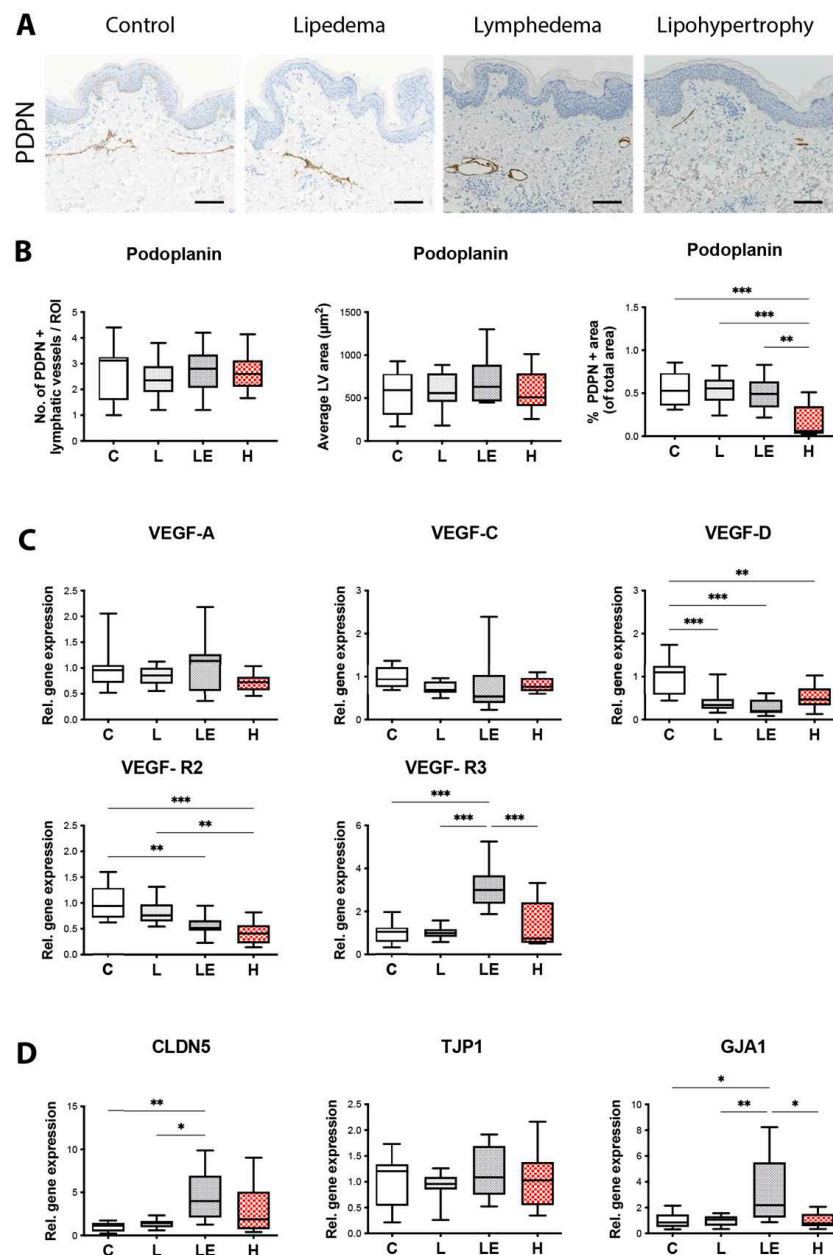 A
Control Lipedema Lymphedema Lipohypertrophy
PDPN
B
Podoplanin
No. of PDPN +
lymphatic vessels / ROI
5
4
3
2
1
0
C L LE H
Podoplanin
Average LV area (µm²)
1500
1000
500
0
C L LE H
Podoplanin
% PDPN + area
(of total area)
1.5
1.0
0.5
0.0
***
***
**
C L LE H
C
VEGF-A
Rel. gene expression
2.5
2.0
1.5
1.0
0.5
0.0
C L LE H
VEGF-C
Rel. gene expression
3
2
1
0
C L LE H
VEGF-D
Rel. gene expression
3
2
1
0
**
***
***
C L LE H
VEGF- R2
Rel. gene expression
2.5
2.0
1.5
1.0
0.5
0.0
***
**
**
C L LE H
VEGF- R3
Rel. gene expression
6
4
2
0
***
*** ***
C L LE H
D
CLDN5
Rel. gene expression
15
10
5
0
**
*
C L LE H
TJP1
Rel. gene expression
2.5
2.0
1.5
1.0
0.5
0.0
C L LE H
GJA1
Rel. gene expression
10
8
6
4
2
0
*
** *
C L LE H